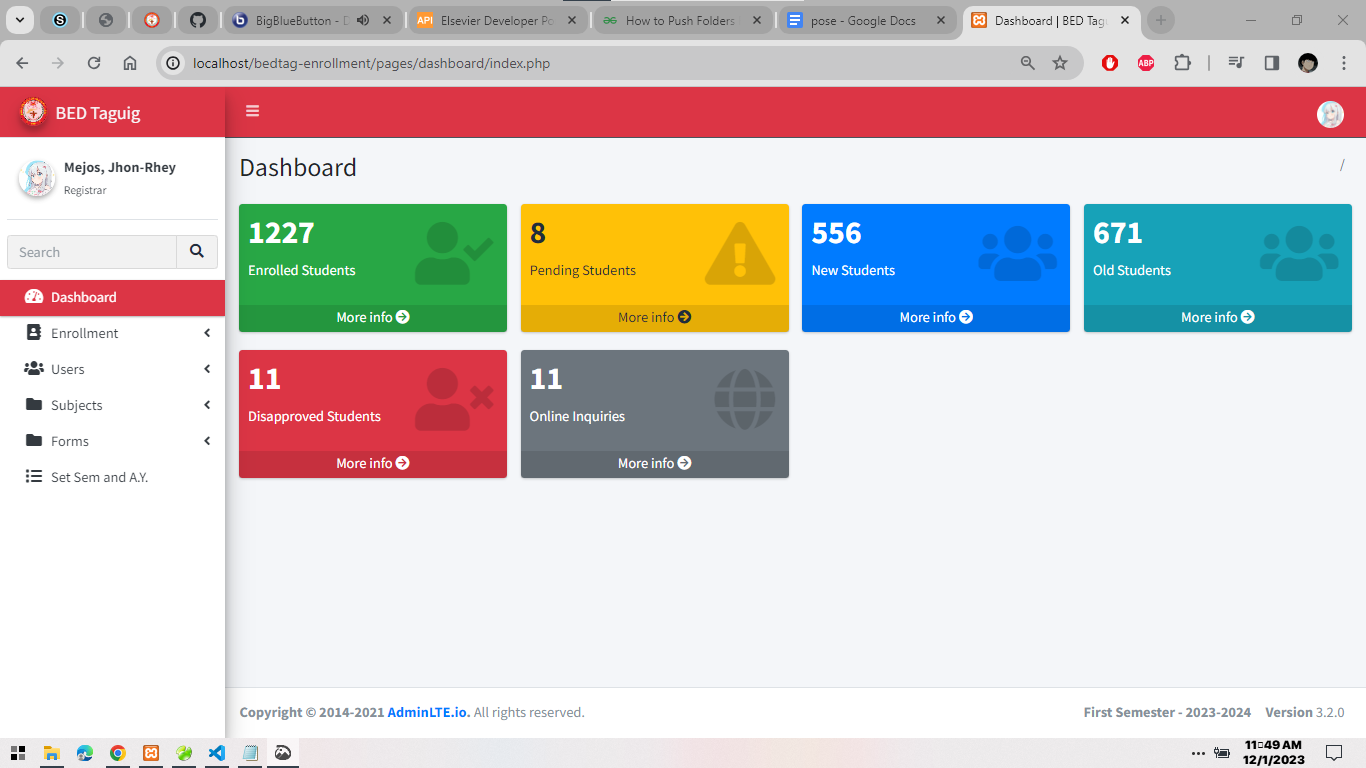 BigBlueButton - D
Elsevier Developer Po
How to Push Folders
pose - Google Docs
Dashboard | BED Tagu
localhost/bedtag-enrollment/pages/dashboard/index.php
ABP
BED Taguig
Mejos, Jhon-Rhey
Registrar
Search
Dashboard
Enrollment
Users
Subjects
Forms
Set Sem and A.Y.
Dashboard
/
1227
Enrolled Students
More info
8
Pending Students
More info
556
New Students
More info
671
Old Students
More info
11
Disapproved Students
More info
11
Online Inquiries
More info
Copyright © 2014-2021 AdminLTE.io. All rights reserved.
First Semester - 2023-2024 Version 3.2.0
11:49 AM
12/1/2023